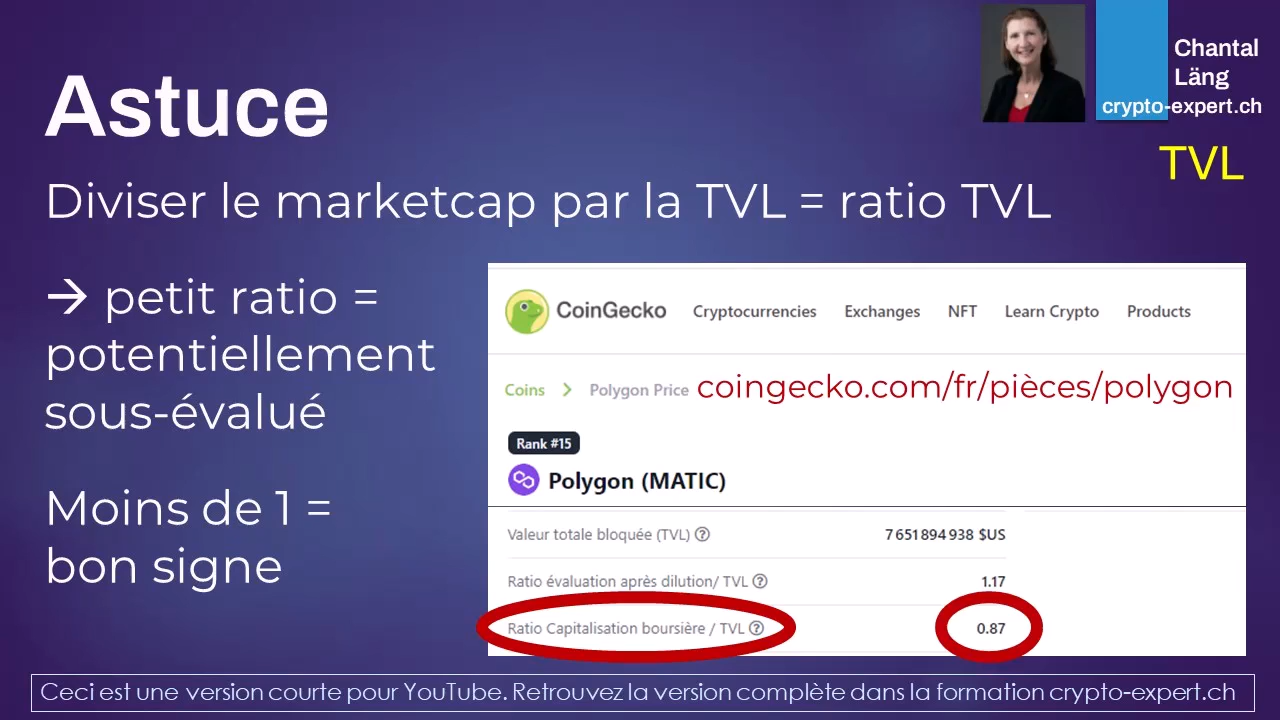 Chantal
Läng
crypto-expert.ch
Astuce
TVL
Diviser le marketcap par la TVL = ratio TVL
→ petit ratio =
potentiellement
sous-évalué
Moins de 1 =
bon signe
CoinGecko Cryptocurrencies Exchanges NFT Learn Crypto Products
Coins > Polygon Price coingecko.com/fr/pièces/polygon
Rank #15
Polygon (MATIC)
Valeur totale bloquée (TVL) ? 7 651 894 938 $US
Ratio évaluation après dilution/ TVL ? 1.17
Ratio Capitalisation boursière / TVL ? 0.87
Ceci est une version courte pour YouTube. Retrouvez la version complète dans la formation crypto-expert.ch